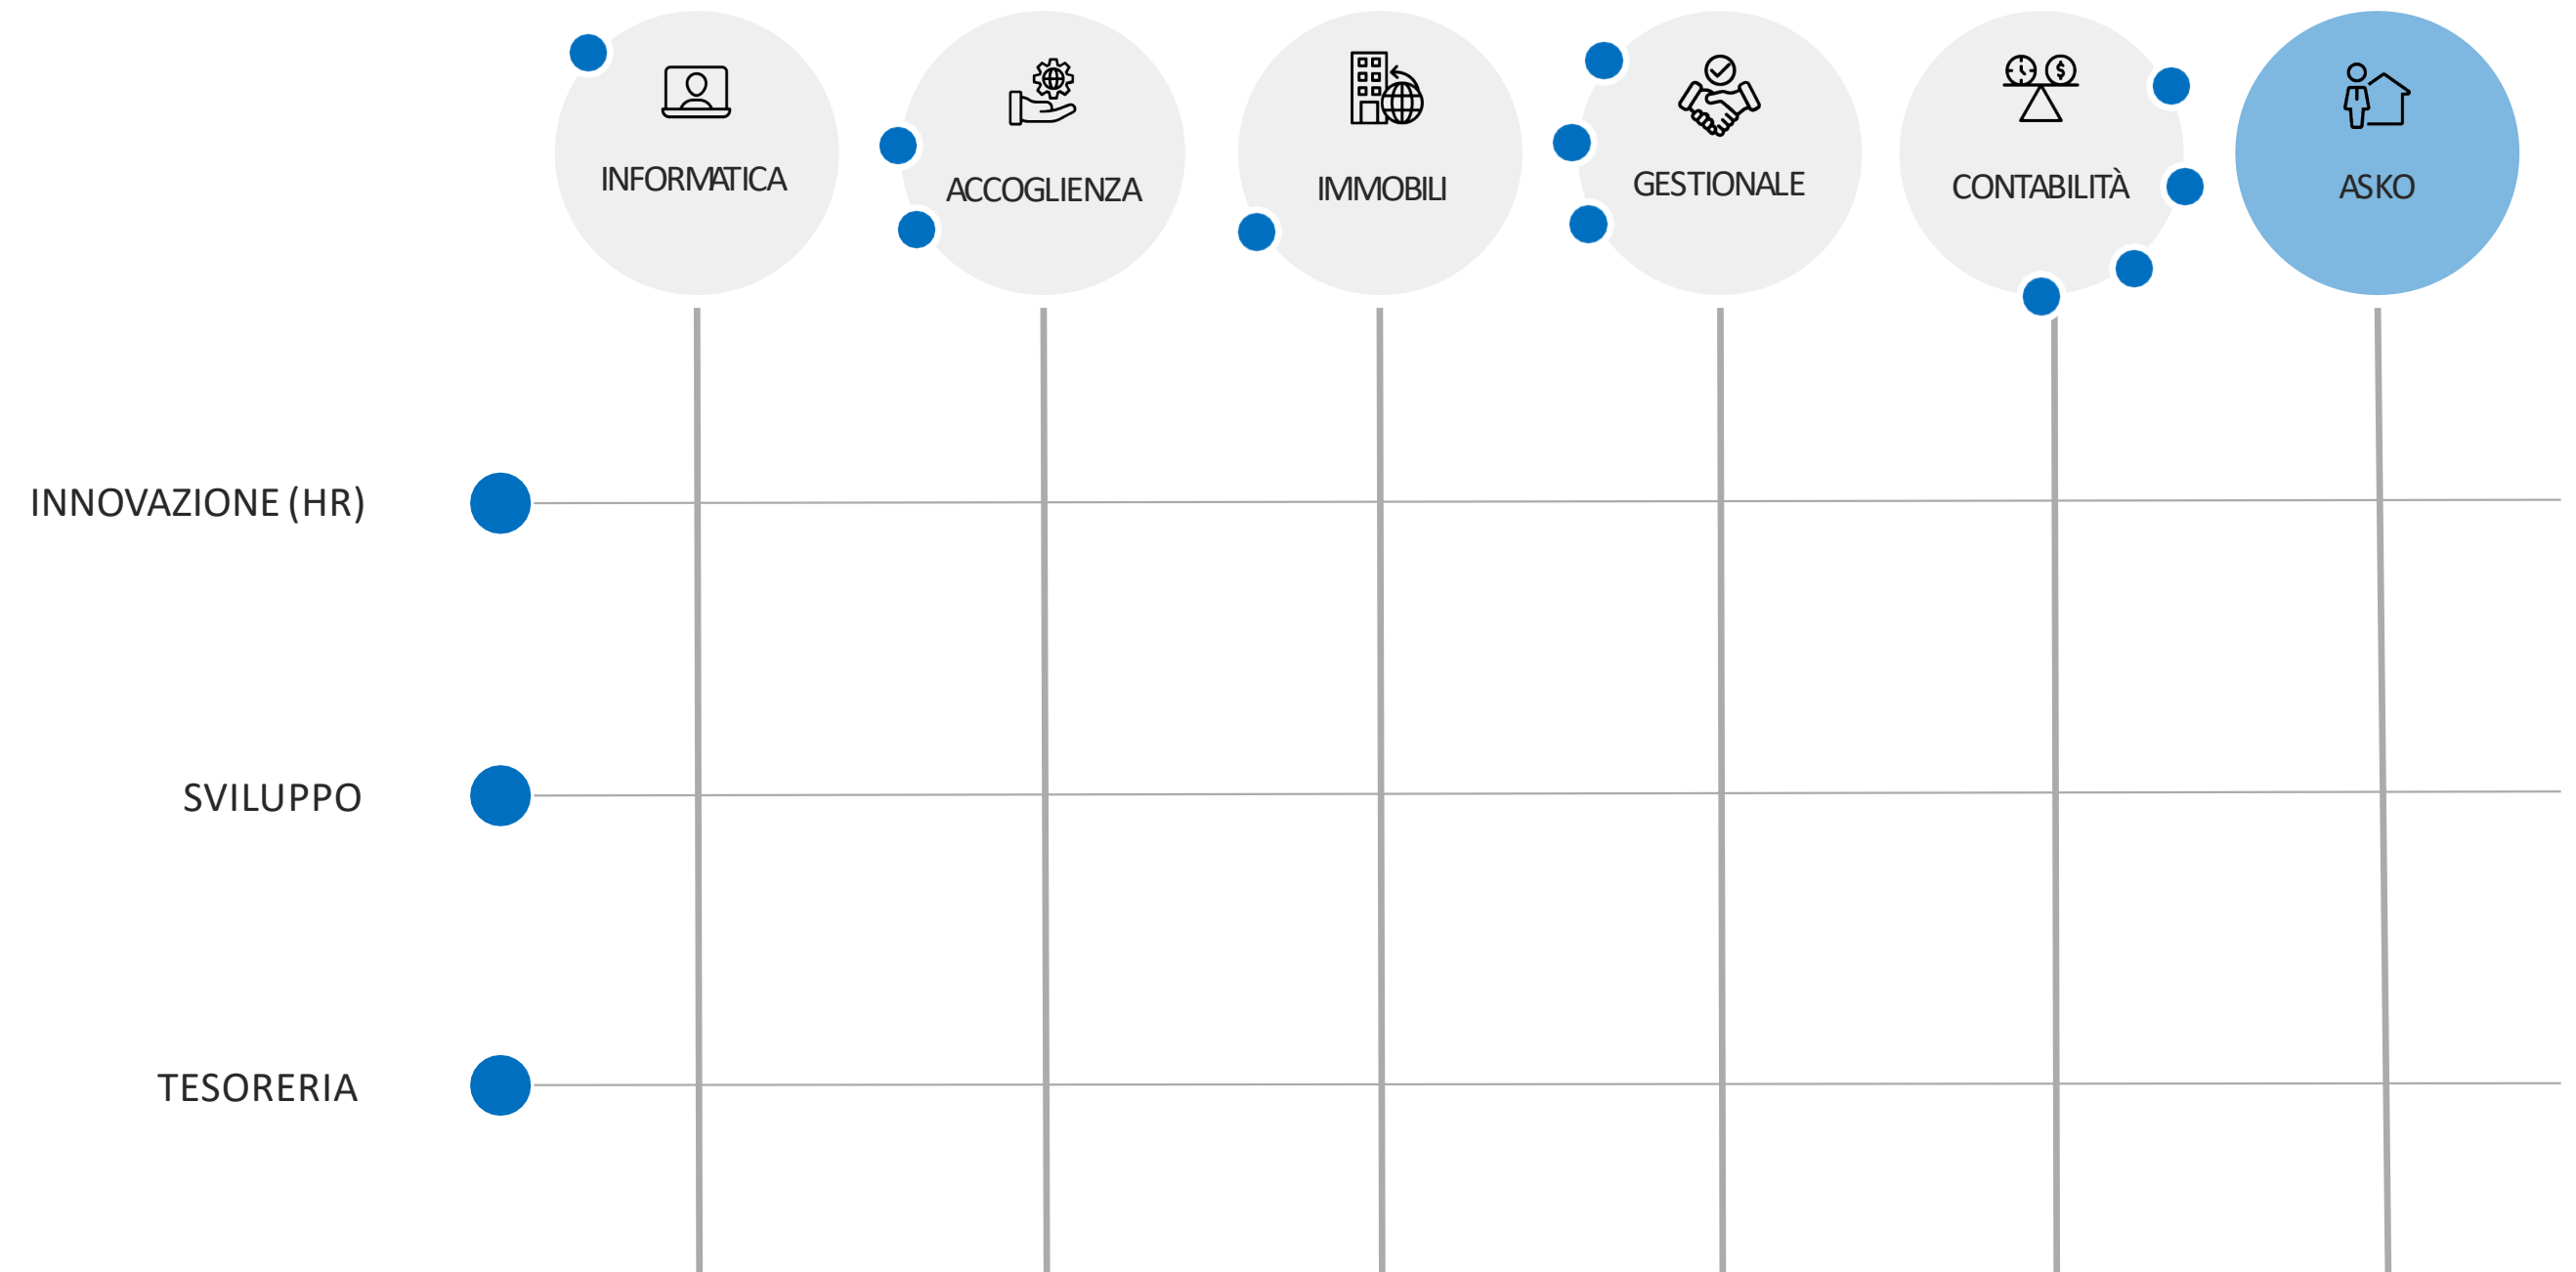 INFORMATICA
ACCOGLIENZA
IMMOBILI
GESTIONALE
CONTABILITÀ
ASKO
INNOVAZIONE (HR)
SVILUPPO
TESORERIA